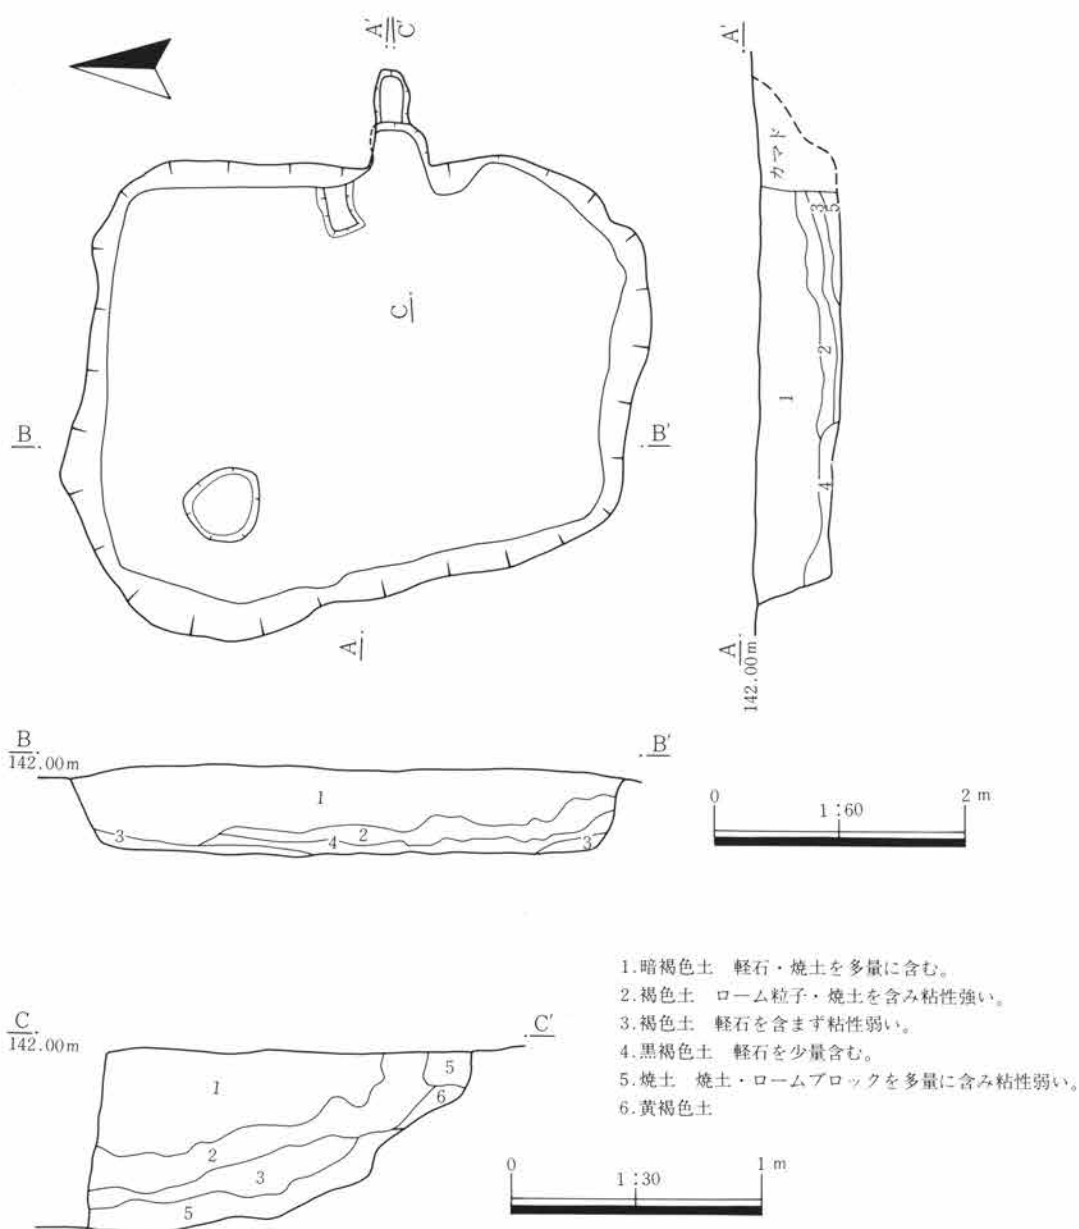 A'
C'
A'
カマド
3
5
C
2
1
B
B'
4
A
A
142.00m
B
142.00m
B'
1
3
2
4
3
0
1:60
2 m
C
142.00m
C'
1
5
6
2
3
5
1.暗褐色土 軽石・焼土を多量に含む。
2.褐色土 ローム粒子・焼土を含み粘性強い。
3.褐色土 軽石を含まず粘性弱い。
4.黒褐色土 軽石を少量含む。
5.焼土 焼土・ロームブロックを多量に含み粘性弱い。
6.黄褐色土
0
1:30
1 m